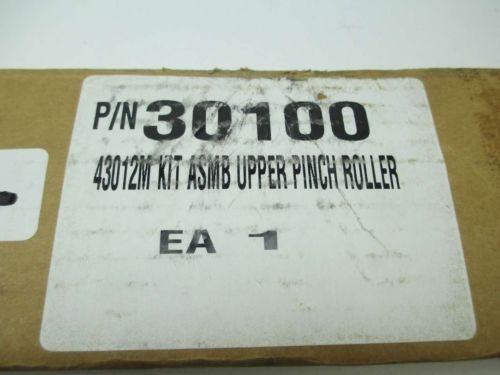 P/N 30100
43012M KIT ASMB UPPER PINCH ROLLER
EA 1